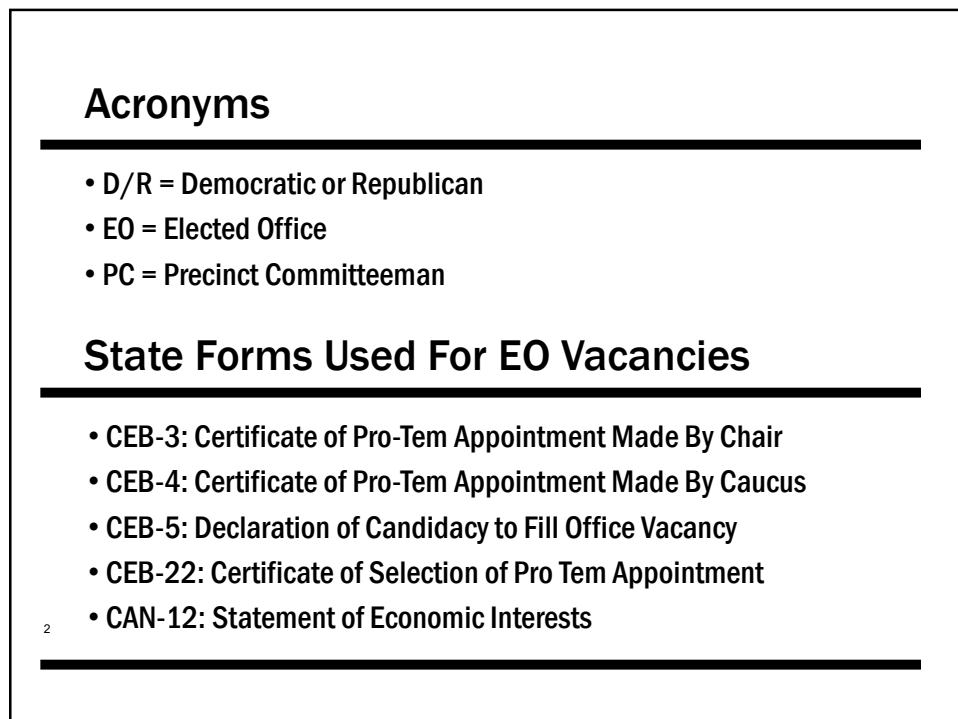 Acronyms
• D/R = Democratic or Republican
• EO = Elected Office
• PC = Precinct Committeeman
State Forms Used For EO Vacancies
• CEB-3: Certificate of Pro-Tem Appointment Made By Chair
• CEB-4: Certificate of Pro-Tem Appointment Made By Caucus
• CEB-5: Declaration of Candidacy to Fill Office Vacancy
• CEB-22: Certificate of Selection of Pro Tem Appointment
• CAN-12: Statement of Economic Interests
2